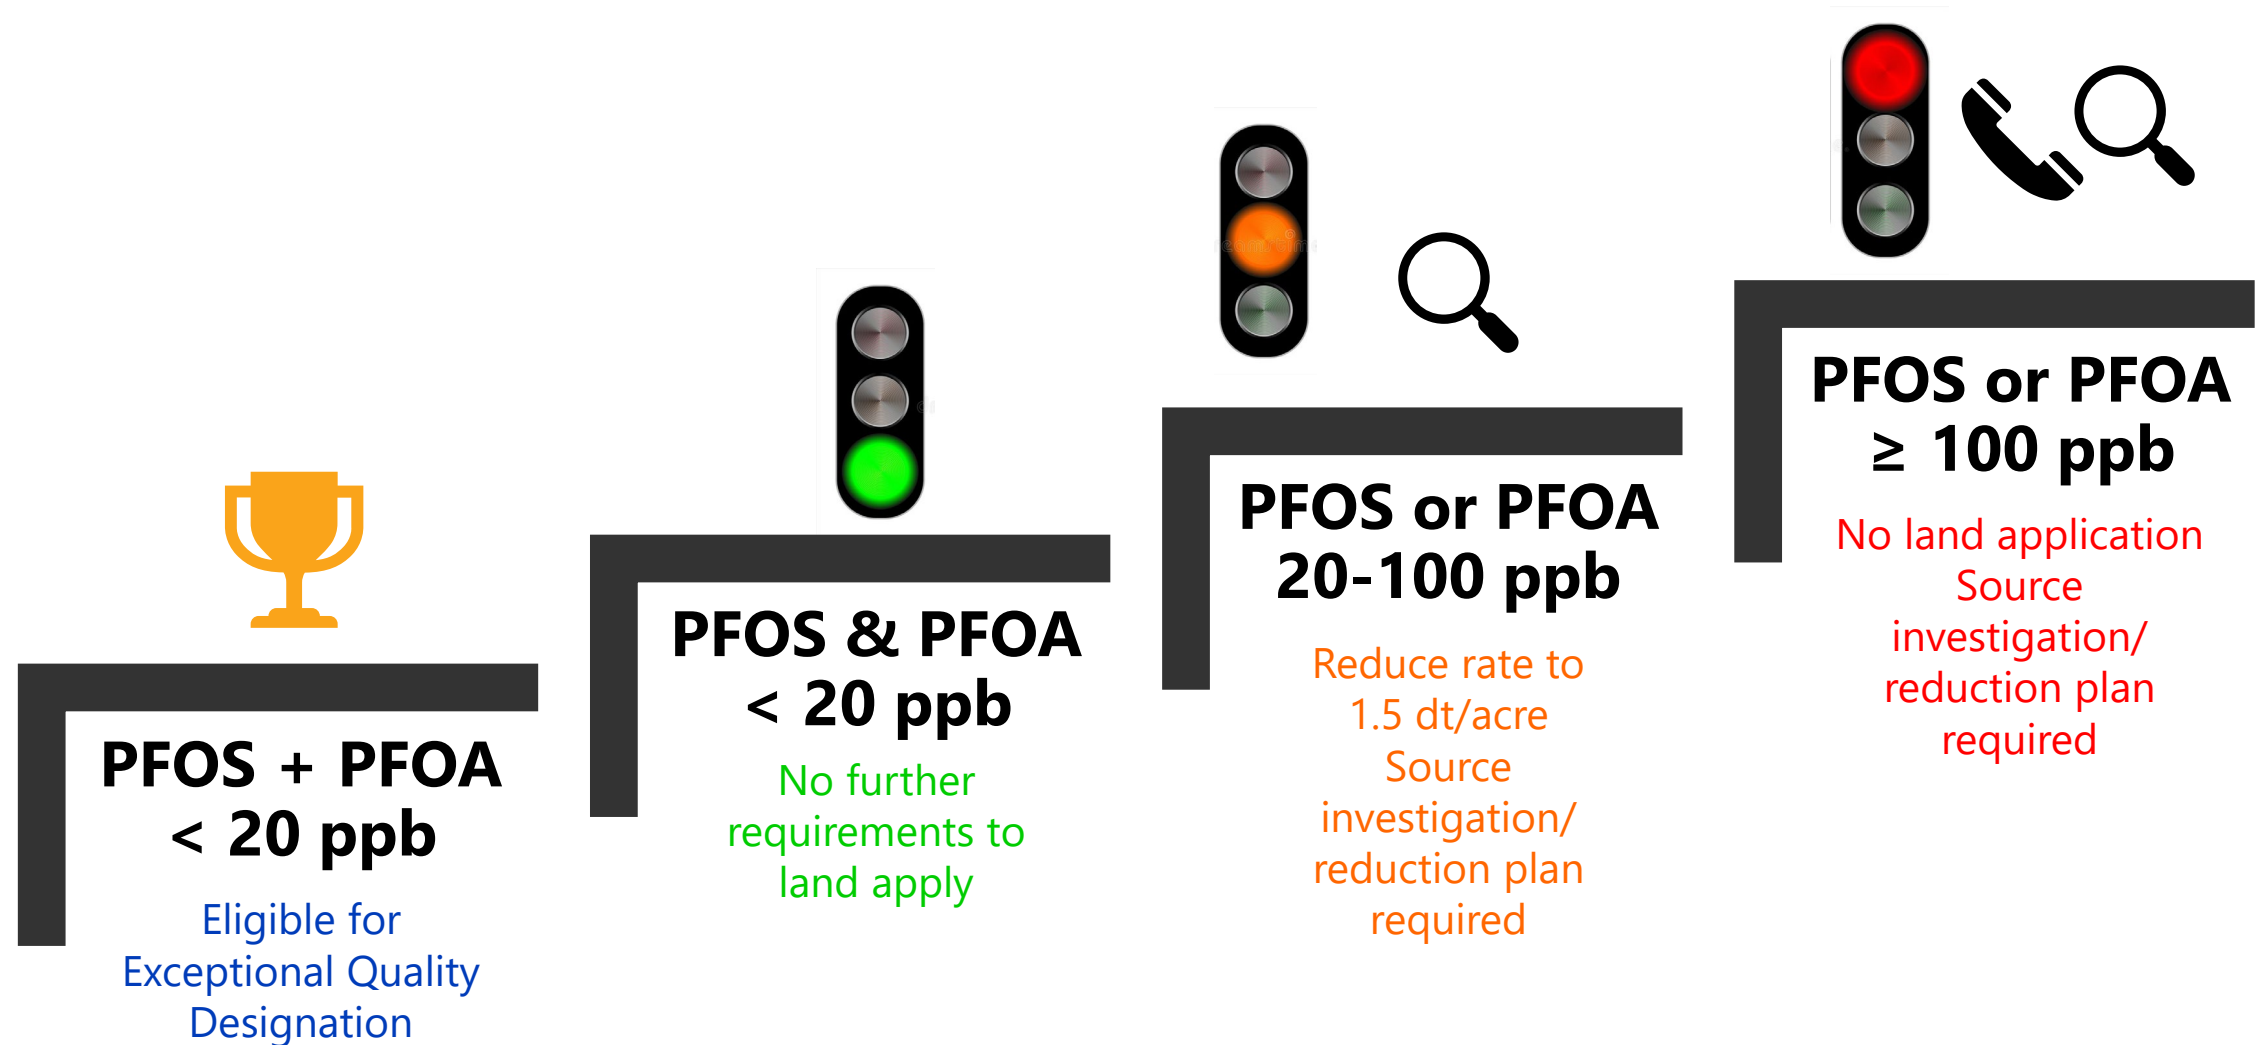 PFOS + PFOA
< 20 ppb
Eligible for
Exceptional Quality
Designation
PFOS & PFOA
< 20 ppb
No further
requirements to
land apply
PFOS or PFOA
20-100 ppb
Reduce rate to
1.5 dt/acre
Source
investigation/
reduction plan
required
PFOS or PFOA
≥ 100 ppb
No land application
Source
investigation/
reduction plan
required